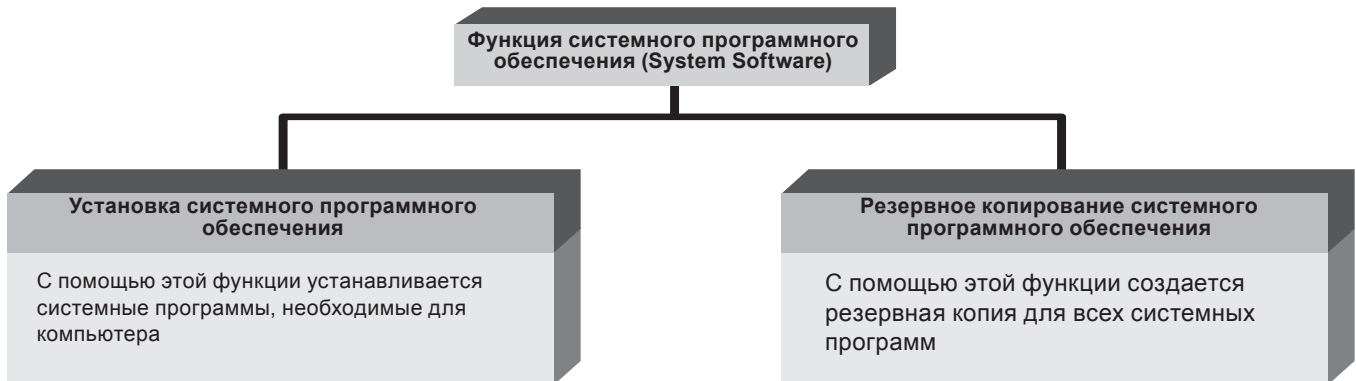 Функция системного программного
обеспечения (System Software)
Установка системного программного
обеспечения
С помощью этой функции устанавливается
системные программы, необходимые для
компьютера
Резервное копирование системного
программного обеспечения
С помощью этой функции создается
резервная копия для всех системных
программ